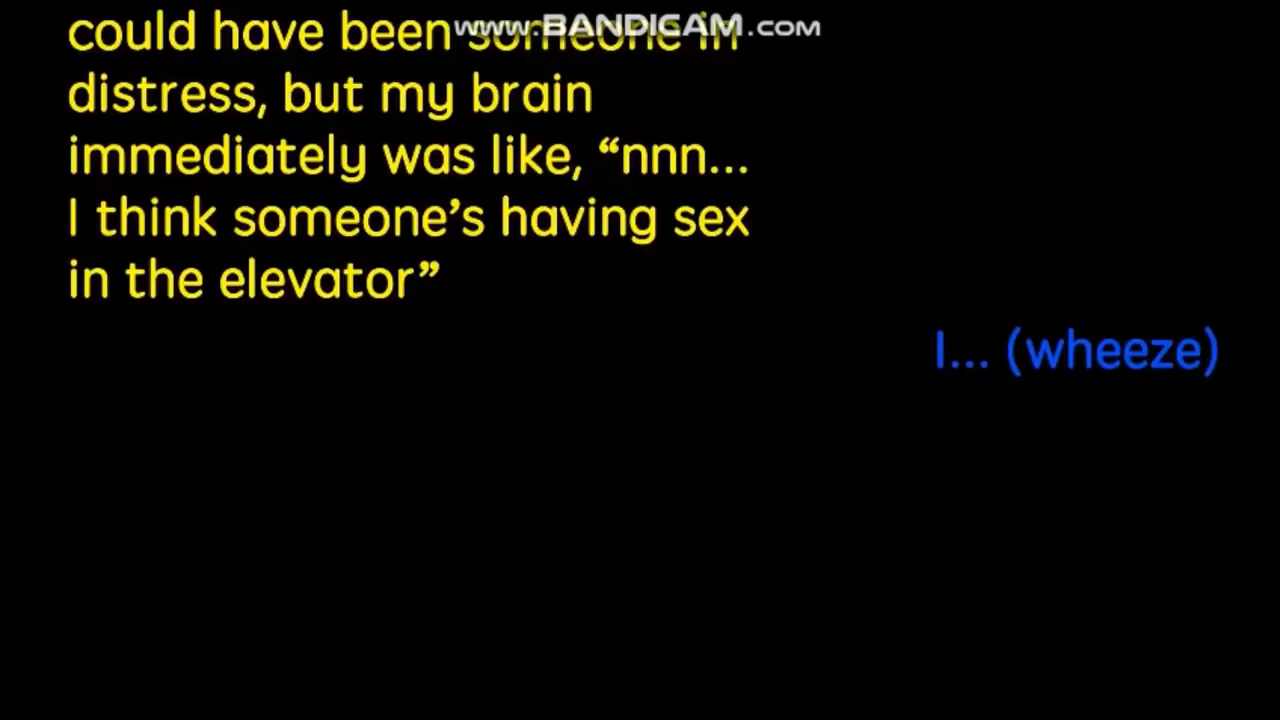 www.BANDICAM.com
could have been someone in
distress, but my brain
immediately was like, “nnn...
I think someone’s having sex
in the elevator”
I... (wheeze)